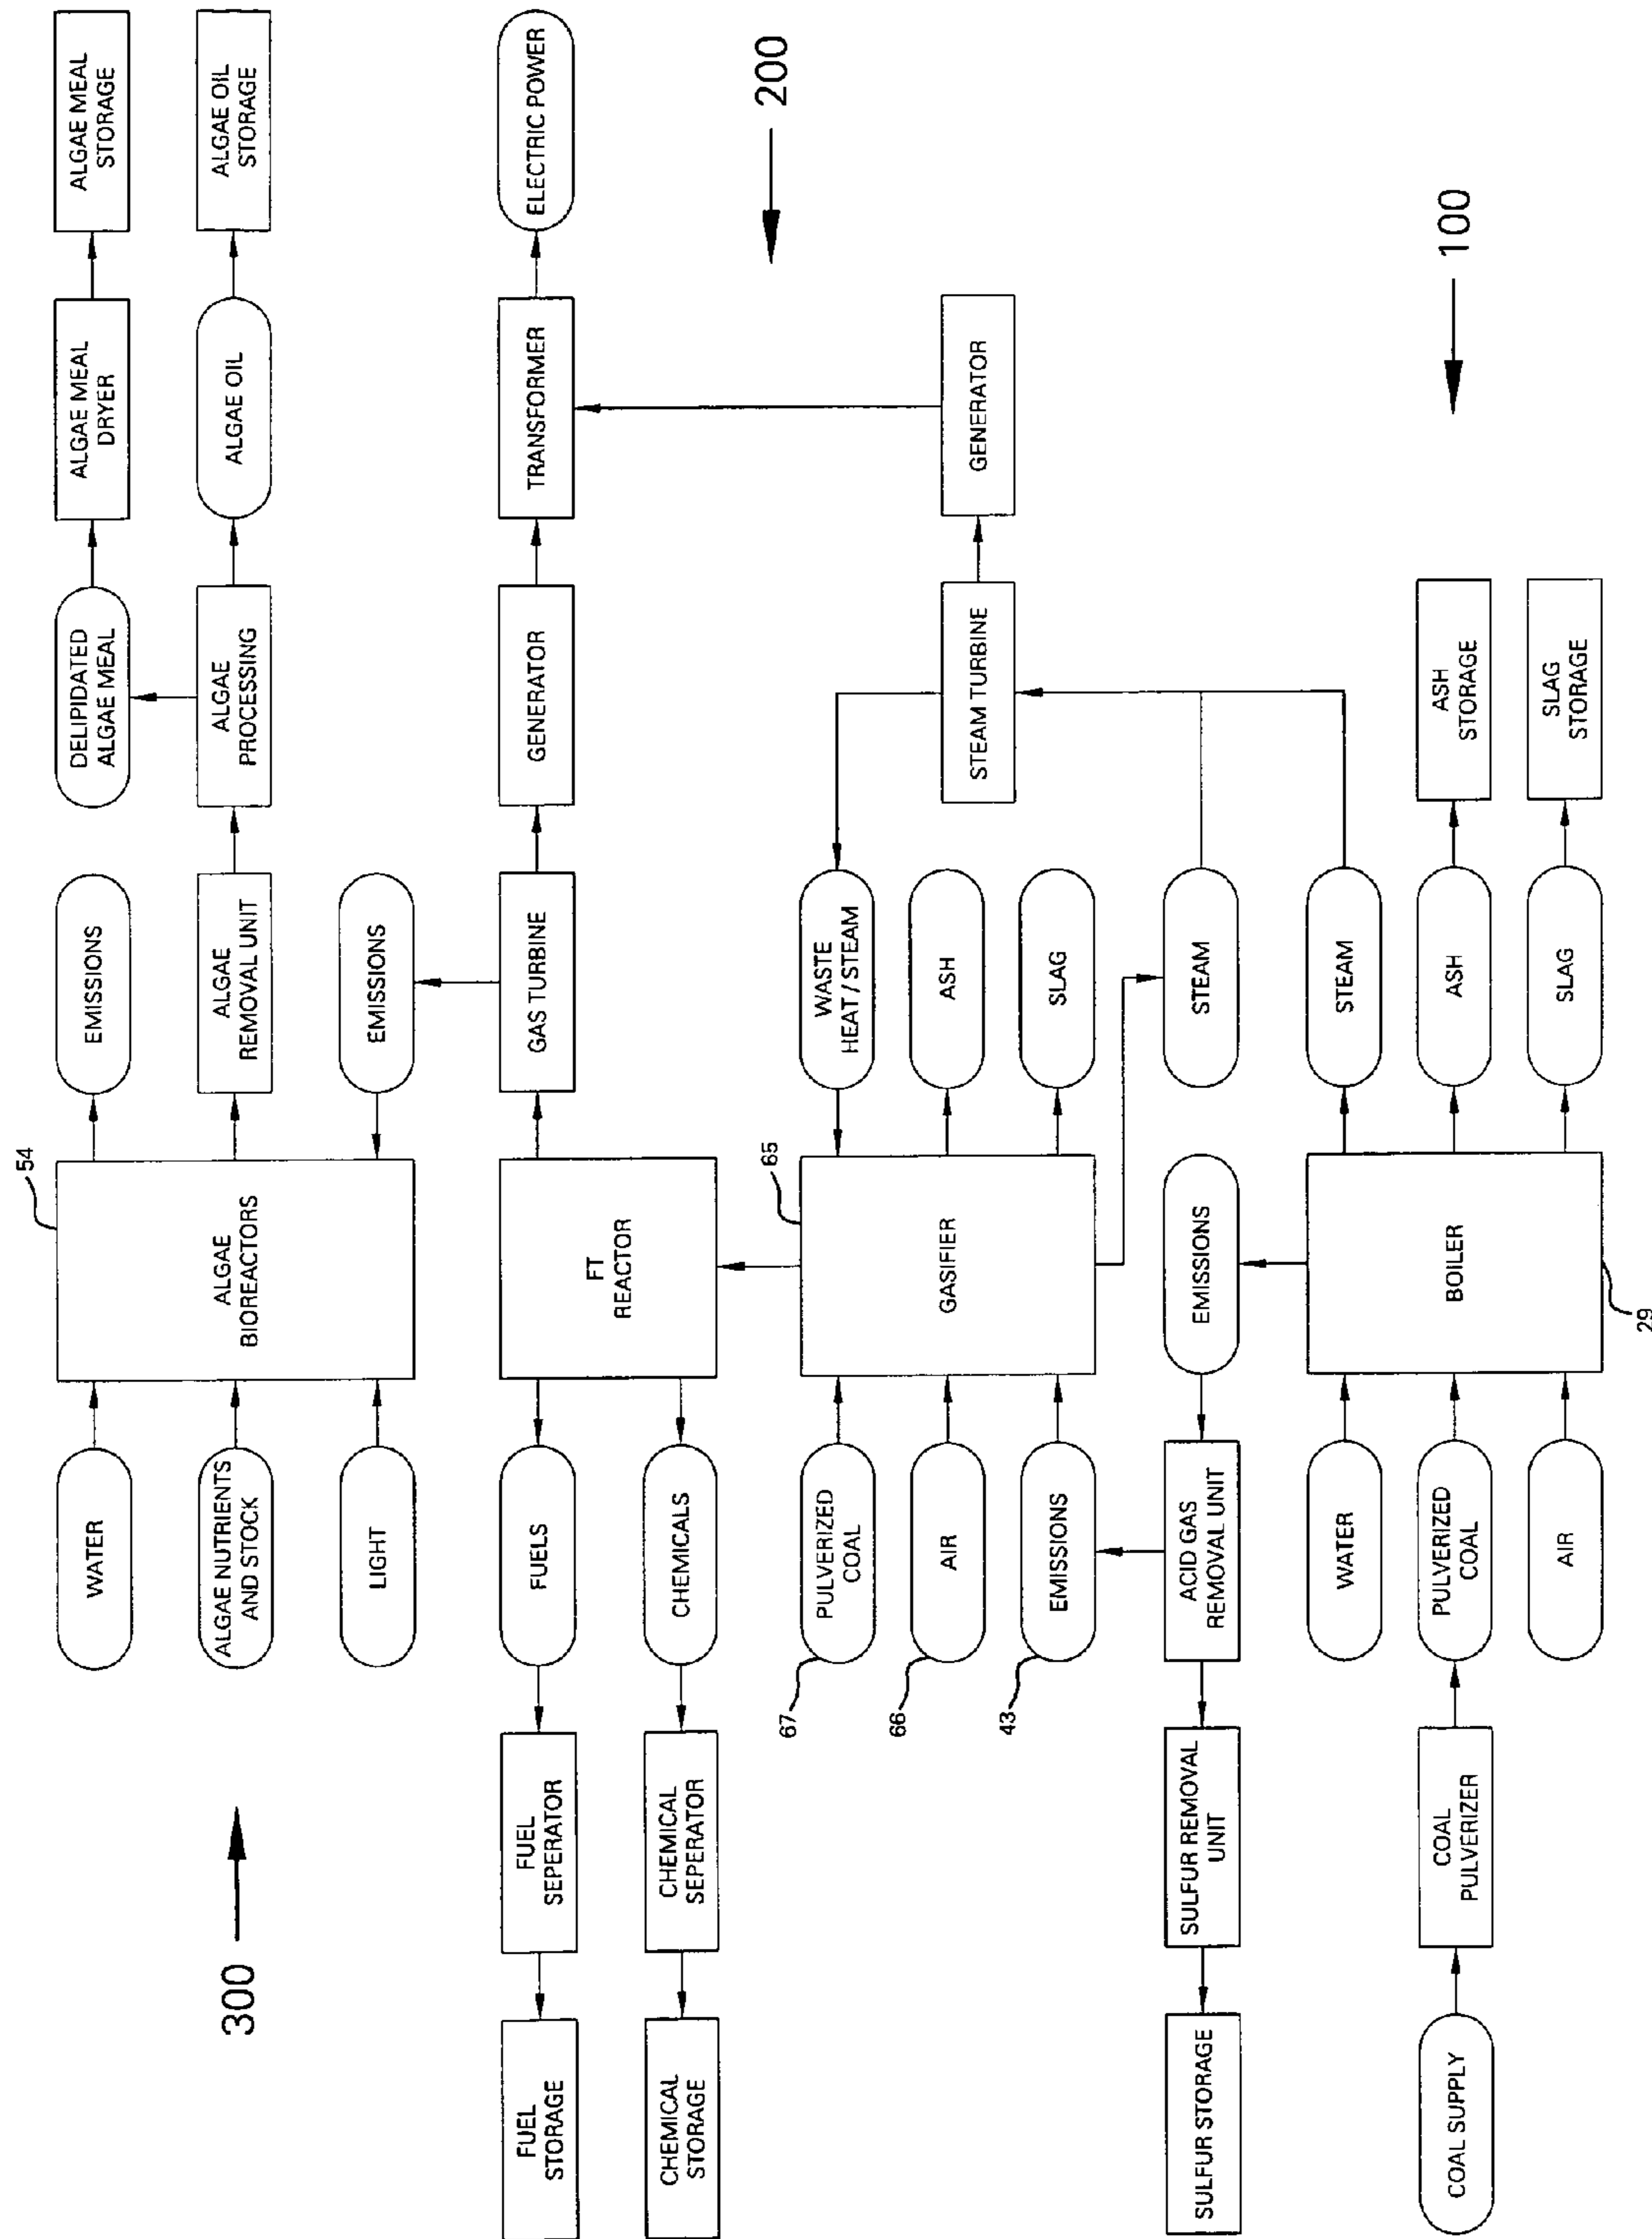 300
54
WATER
ALGAE NUTRIENTS
AND STOCK
LIGHT
ALGAE
BIOREACTORS
EMISSIONS
ALGAE
REMOVAL UNIT
EMISSIONS
DELIPIDATED
ALGAE MEAL
ALGAE
PROCESSING
ALGAE MEAL
DRYER
ALGAE OIL
ALGAE MEAL
STORAGE
ALGAE OIL
STORAGE
FUEL
STORAGE
CHEMICAL
STORAGE
FUEL
SEPERATOR
CHEMICAL
SEPERATOR
FUELS
CHEMICALS
FT
REACTOR
GAS TURBINE
GENERATOR
TRANSFORMER
ELECTRIC POWER
200
67
PULVERIZED
COAL
66
AIR
43
EMISSIONS
65
GASIFIER
WASTE
HEAT / STEAM
ASH
SLAG
STEAM
STEAM TURBINE
GENERATOR
SULFUR STORAGE
SULFUR REMOVAL
UNIT
ACID GAS
REMOVAL UNIT
EMISSIONS
100
COAL SUPPLY
COAL
PULVERIZER
WATER
PULVERIZED
COAL
AIR
BOILER
29
STEAM
ASH
SLAG
ASH
STORAGE
SLAG
STORAGE